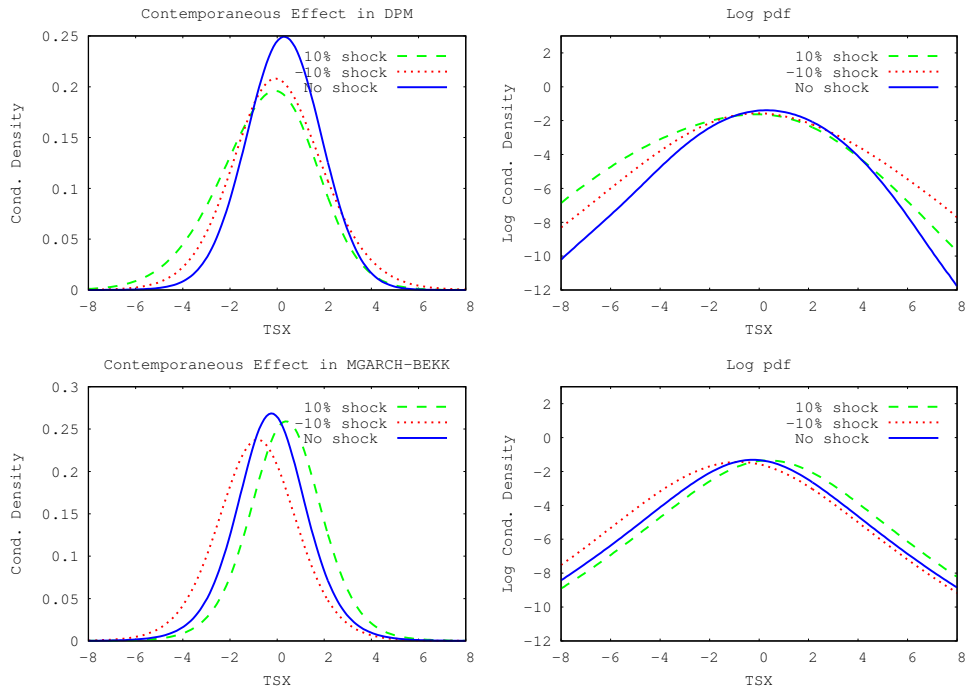 Contemporaneous Effect in DPM
Cond. Density
0.25
0.2
0.15
0.1
0.05
0
-8 -6 -4 -2 0 2 4 6 8
TSX
10% shock
-10% shock
No shock
Log pdf
Log Cond. Density
2
0
-2
-4
-6
-8
-10
-12
-8 -6 -4 -2 0 2 4 6 8
TSX
10% shock
-10% shock
No shock
Contemporaneous Effect in MGARCH-BEKK
Cond. Density
0.3
0.25
0.2
0.15
0.1
0.05
0
-8 -6 -4 -2 0 2 4 6 8
TSX
10% shock
-10% shock
No shock
Log pdf
Log Cond. Density
2
0
-2
-4
-6
-8
-10
-12
-8 -6 -4 -2 0 2 4 6 8
TSX
10% shock
-10% shock
No shock